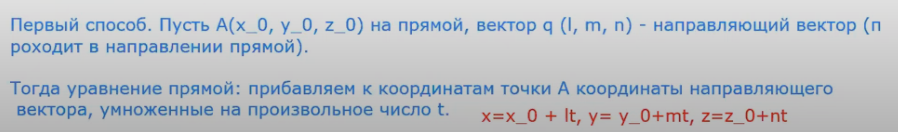 Первый способ. Пусть A(x_0, y_0, z_0) на прямой, вектор q (l, m, n) - направляющий вектор (п
роходит в направлении прямой).
Тогда уравнение прямой: прибавляем к координатам точки А координаты направляющего
вектора, умноженные на произвольное число t.
x=x_0 + lt, y= y_0+mt, z=z_0+nt